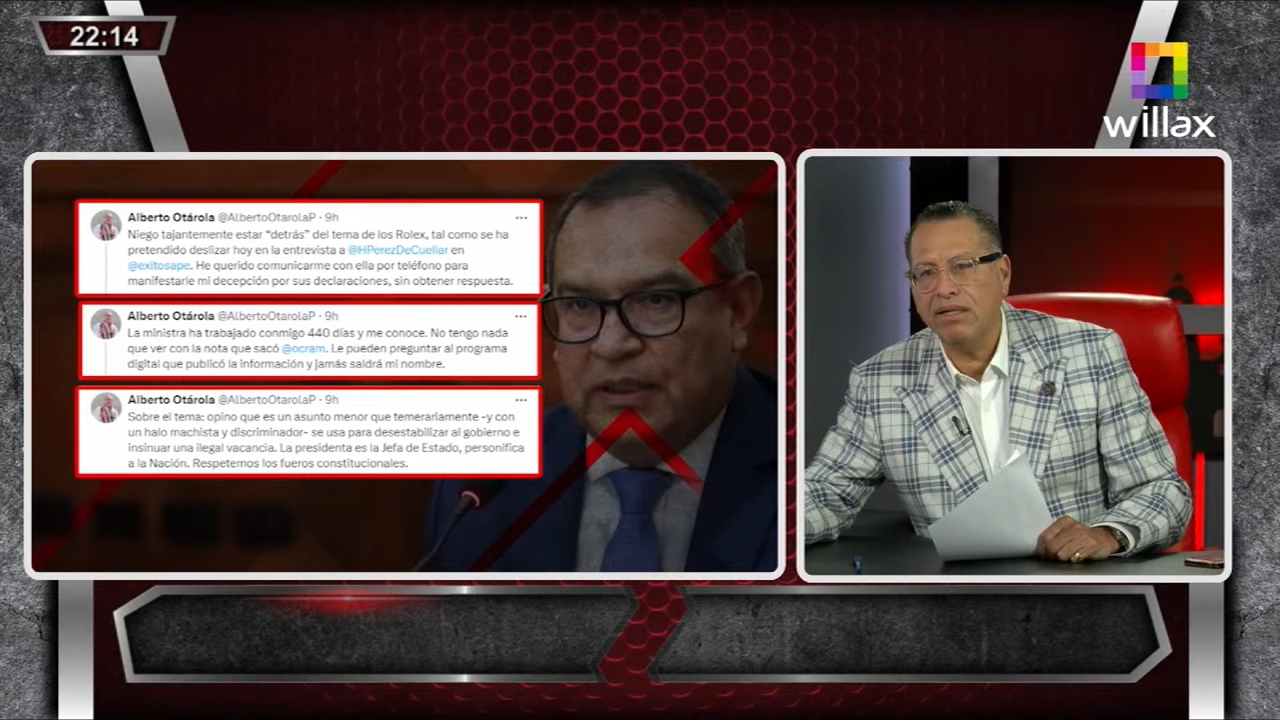 22:14
willax
Alberto Otárola @AlbertoOtarolaP · 9h
Niego tajantemente estar “detrás” del tema de los Rolex, tal como se ha
pretendido deslizar hoy en la entrevista a @HPerezDeCuellar en
@exitosape. He querido comunicarme con ella por teléfono para
manifestarle mi decepción por sus declaraciones, sin obtener respuesta.
Alberto Otárola @AlbertoOtarolaP · 9h
La ministra ha trabajado conmigo 440 días y me conoce. No tengo nada
que ver con la nota que sacó @ocram. Le pueden preguntar al programa
digital que publicó la información y jamás saldrá mi nombre.
Alberto Otárola @AlbertoOtarolaP · 9h
Sobre el tema: opino que es un asunto menor que temerariamente -y con
un halo machista y discriminador- se usa para desestabilizar al gobierno e
insinuar una ilegal vacancia. La presidenta es la Jefa de Estado, personifica
a la Nación. Respetemos los fueros constitucionales.